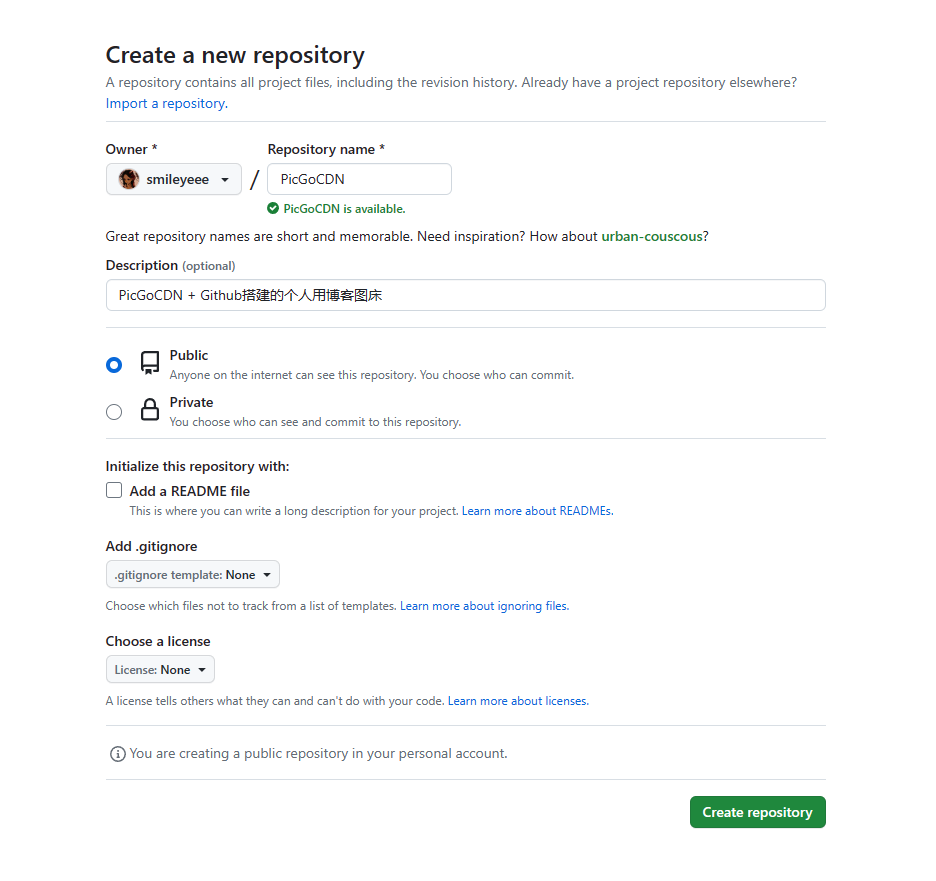 Create a new repository
A repository contains all project files, including the revision history. Already have a project repository elsewhere?
Import a repository.
Owner *
Repository name *
smileyeee
/
PicGoCDN
PicGoCDN is available.
Great repository names are short and memorable. Need inspiration? How about urban-couscous?
Description (optional)
PicGoCDN + Github搭建的个人用博客图床
Public
Anyone on the internet can see this repository. You choose who can commit.
Private
You choose who can see and commit to this repository.
Initialize this repository with:
Add a README file
This is where you can write a long description for your project. Learn more about READMEs.
Add .gitignore
.gitignore template: None
Choose which files not to track from a list of templates. Learn more about ignoring files.
Choose a license
License: None
A license tells others what they can and can't do with your code. Learn more about licenses.
You are creating a public repository in your personal account.
Create repository